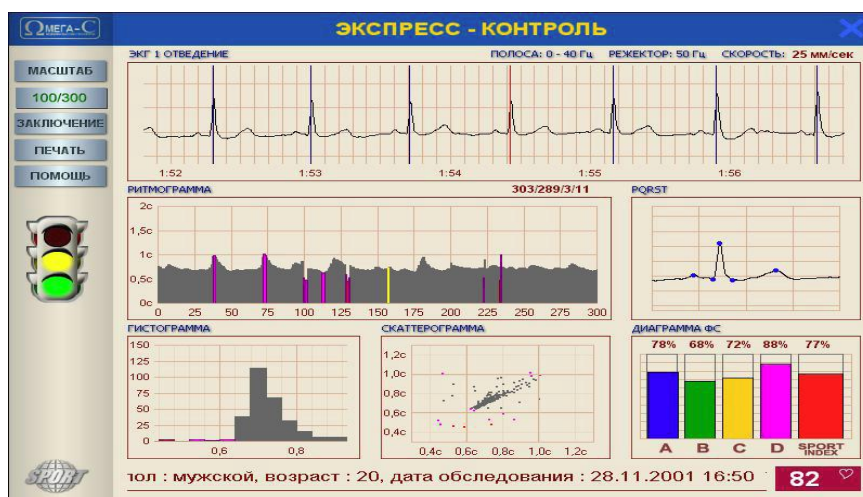 ΩМЕГА-С
ЭКСПРЕСС - КОНТРОЛЬ
МАСШТАБ
100/300
ЗАКЛЮЧЕНИЕ
ПЕЧАТЬ
ПОМОЩЬ
ЭКГ 1 ОТВЕДЕНИЕ ПОЛОСА: 0 - 40 Гц РЕЖЕКТОР: 50 Гц СКОРОСТЬ: 25 мм/сек
1:52 1:53 1:54 1:55 1:56
РИТМОГРАММА 303/289/3/11
2с
1,5с
1с
0,5с
0с
0 25 50 75 100 125 150 175 200 225 250 275 300
PQRST
ГИСТОГРАММА
150
125
100
75
50
25
0
0,6 0,8
СКАТТЕРОГРАММА
1,2с
1,0с
0,8с
0,6с
0,4с
0,4с 0,6с 0,8с 1,0с 1,2с
ДИАГРАММА ФС
78% 68% 72% 88% 77%
A B C D SPORT INDEX
SPORT
пол : мужской, возраст : 20, дата обследования : 28.11.2001 16:50
82